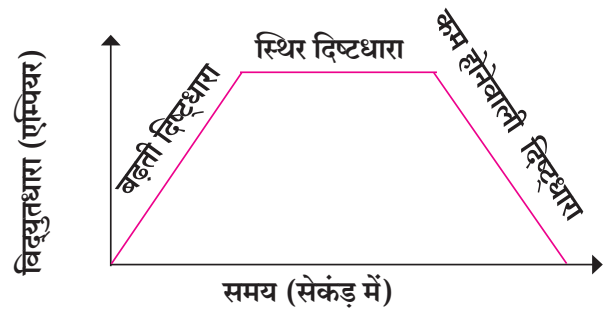 विद्युतधारा (एम्पियर)
बढ़ती दिष्टधारा
स्थिर दिष्टधारा
कम होनेवाली दिष्टधारा
समय (सेकंड़ में)